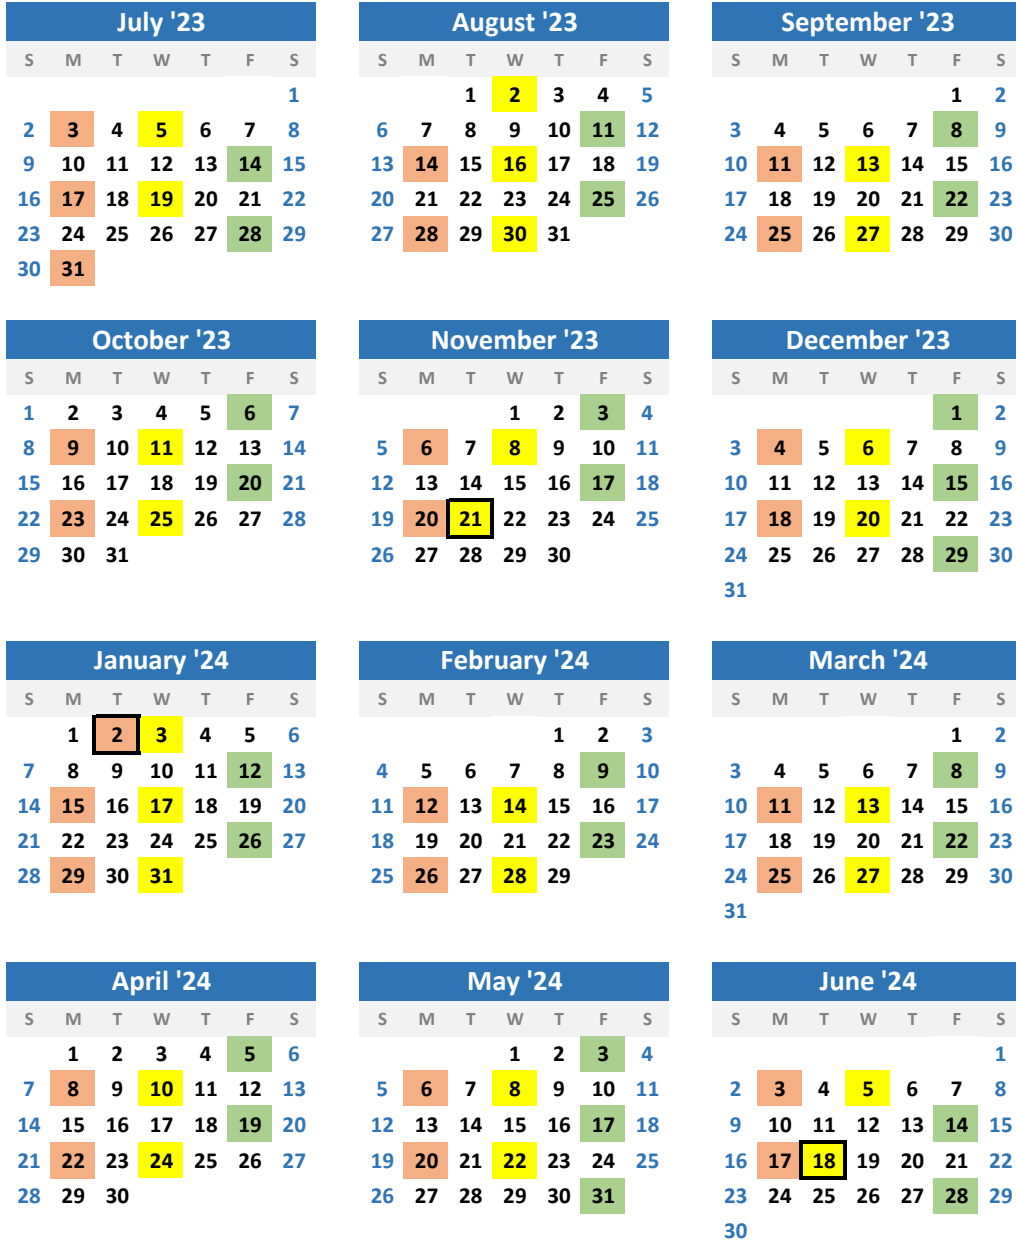 July '23 August '23 September '23
S M T W T F S S M T W T F S S M T W T F S
1 1 2 3 4 5 1 2
2 3 4 5 6 7 8 6 7 8 9 10 11 12 3 4 5 6 7 8 9
9 10 11 12 13 14 15 13 14 15 16 17 18 19 10 11 12 13 14 15 16
16 17 18 19 20 21 22 20 21 22 23 24 25 26 17 18 19 20 21 22 23
23 24 25 26 27 28 29 27 28 29 30 31 24 25 26 27 28 29 30
30 31
October '23 November '23 December '23
S M T W T F S S M T W T F S S M T W T F S
1 2 3 4 5 6 7 1 2 3 4 1 2
8 9 10 11 12 13 14 5 6 7 8 9 10 11 3 4 5 6 7 8 9
15 16 17 18 19 20 21 12 13 14 15 16 17 18 10 11 12 13 14 15 16
22 23 24 25 26 27 28 19 20 21 22 23 24 25 17 18 19 20 21 22 23
29 30 31 26 27 28 29 30 24 25 26 27 28 29 30
31
January '24 February '24 March '24
S M T W T F S S M T W T F S S M T W T F S
1 2 3 4 5 6 1 2 3 1 2
7 8 9 10 11 12 13 4 5 6 7 8 9 10 3 4 5 6 7 8 9
14 15 16 17 18 19 20 11 12 13 14 15 16 17 10 11 12 13 14 15 16
21 22 23 24 25 26 27 18 19 20 21 22 23 24 17 18 19 20 21 22 23
28 29 30 31 25 26 27 28 29 24 25 26 27 28 29 30
31
April '24 May '24 June '24
S M T W T F S S M T W T F S S M T W T F S
1 2 3 4 5 6 1 2 3 4 1
7 8 9 10 11 12 13 5 6 7 8 9 10 11 2 3 4 5 6 7 8
14 15 16 17 18 19 20 12 13 14 15 16 17 18 9 10 11 12 13 14 15
21 22 23 24 25 26 27 19 20 21 22 23 24 25 16 17 18 19 20 21 22
28 29 30 26 27 28 29 30 31 23 24 25 26 27 28 29
30